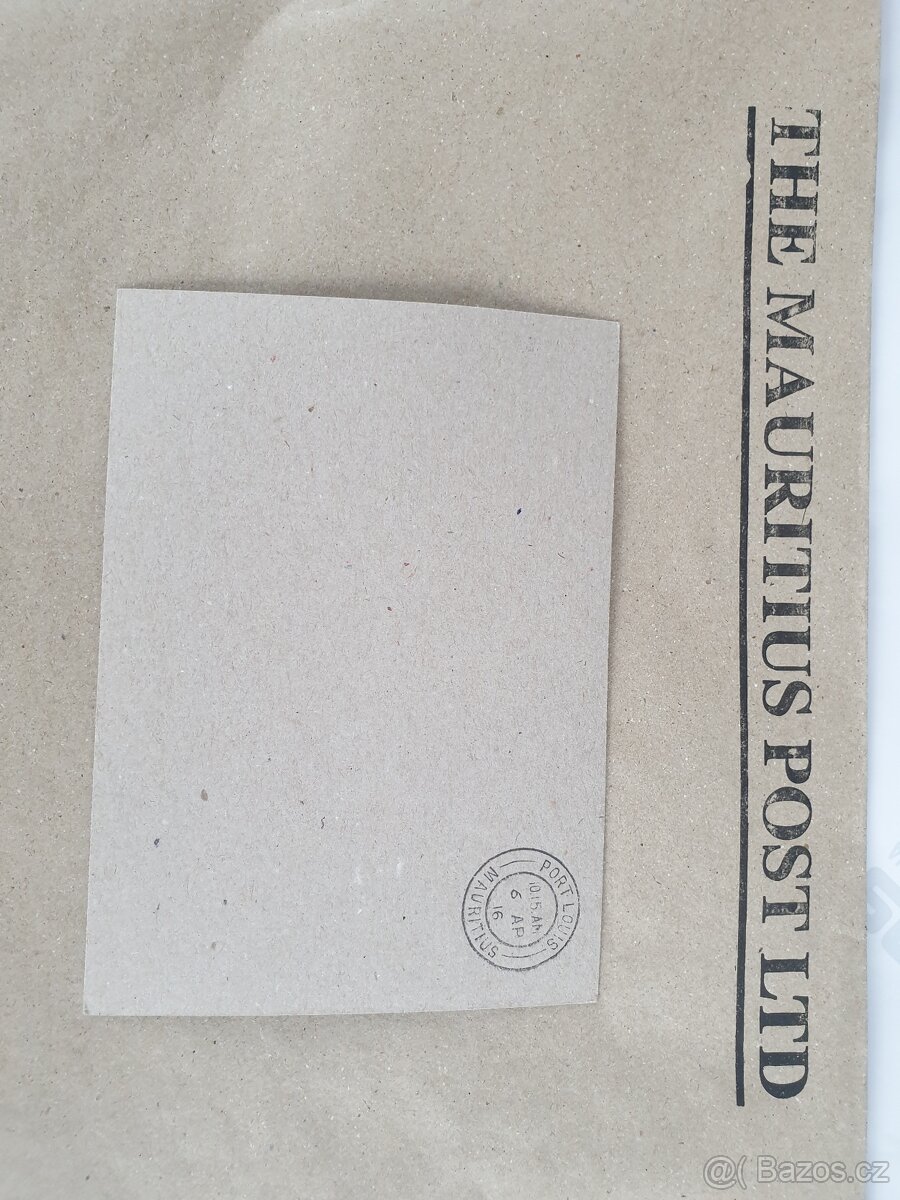 THE MAURITIUS POST LTD
PORT LOUIS
10.15 AM
6 AP
16
MAURITIUS
@( Bazos.cz